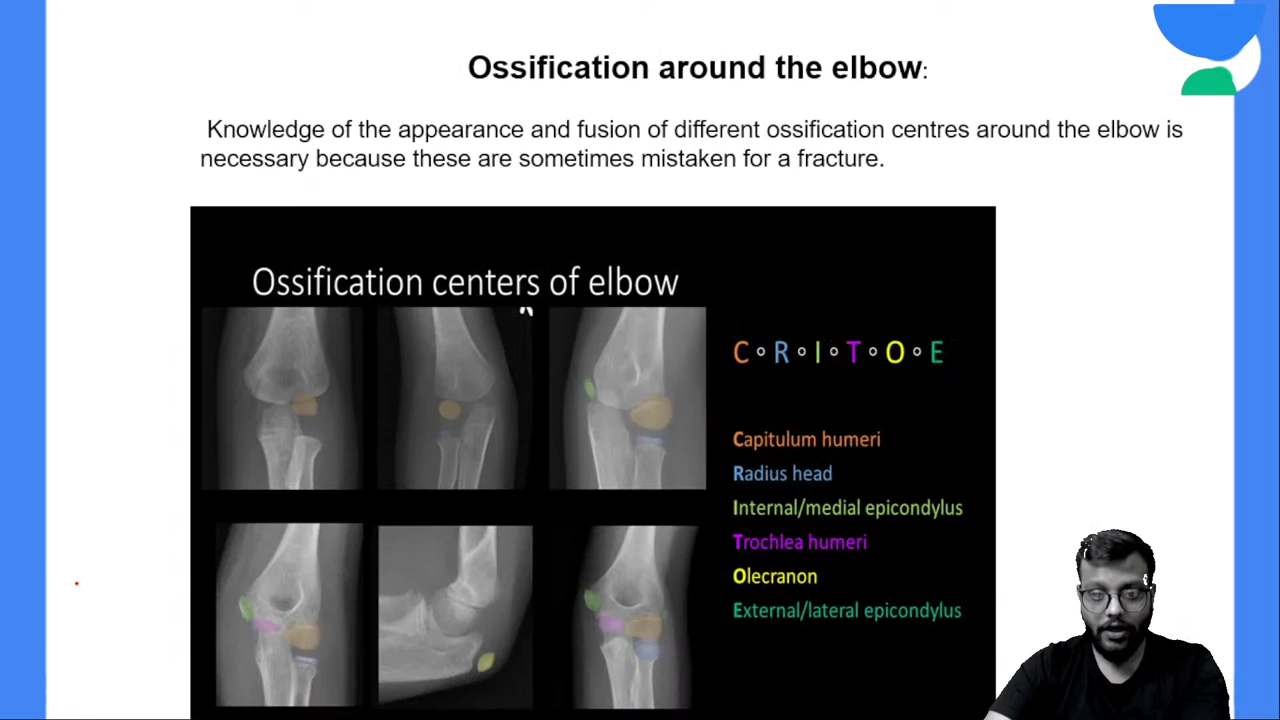 Ossification around the elbow:
Knowledge of the appearance and fusion of different ossification centres around the elbow is
necessary because these are sometimes mistaken for a fracture.
Ossification centers of elbow
C ∘ R ∘ I ∘ T ∘ O ∘ E
Capitulum humeri
Radius head
Internal/medial epicondylus
Trochlea humeri
Olecranon
External/lateral epicondylus